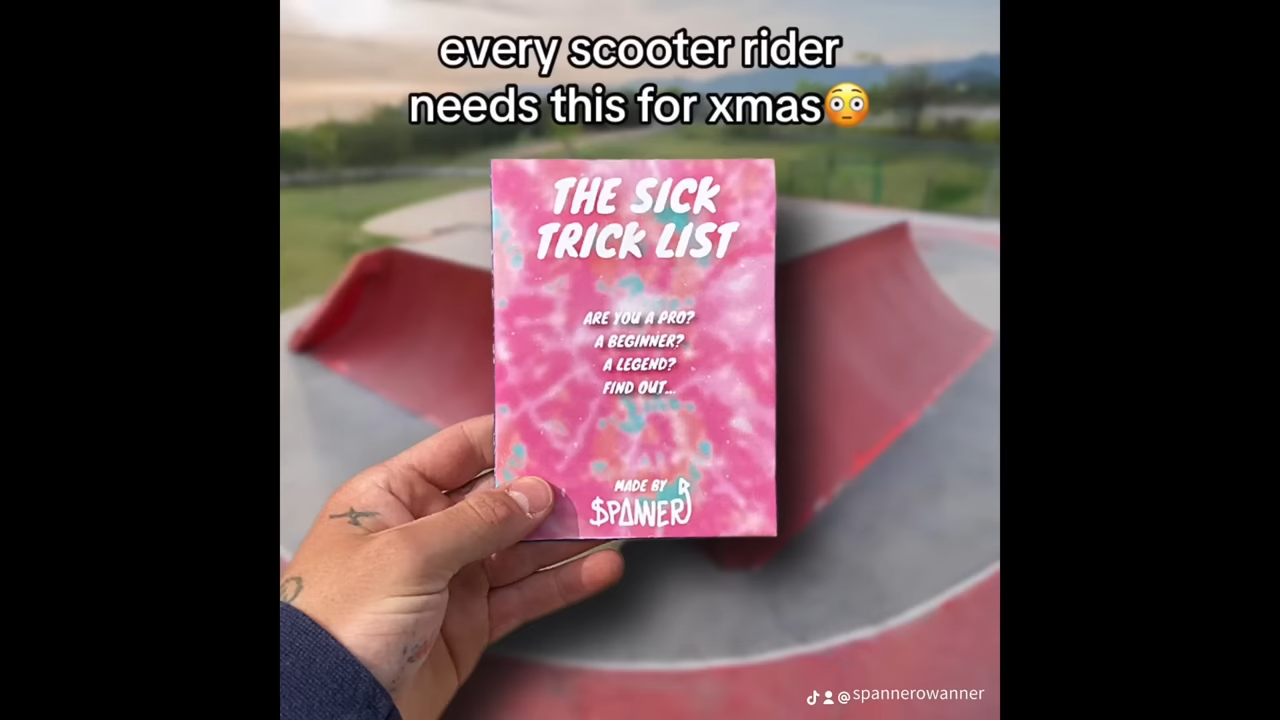 every scooter rider
needs this for xmas😳
THE SICK
TRICK LIST
ARE YOU A PRO?
A BEGINNER?
A LEGEND?
FIND OUT...
MADE BY
$PANNER
@spannerowanner